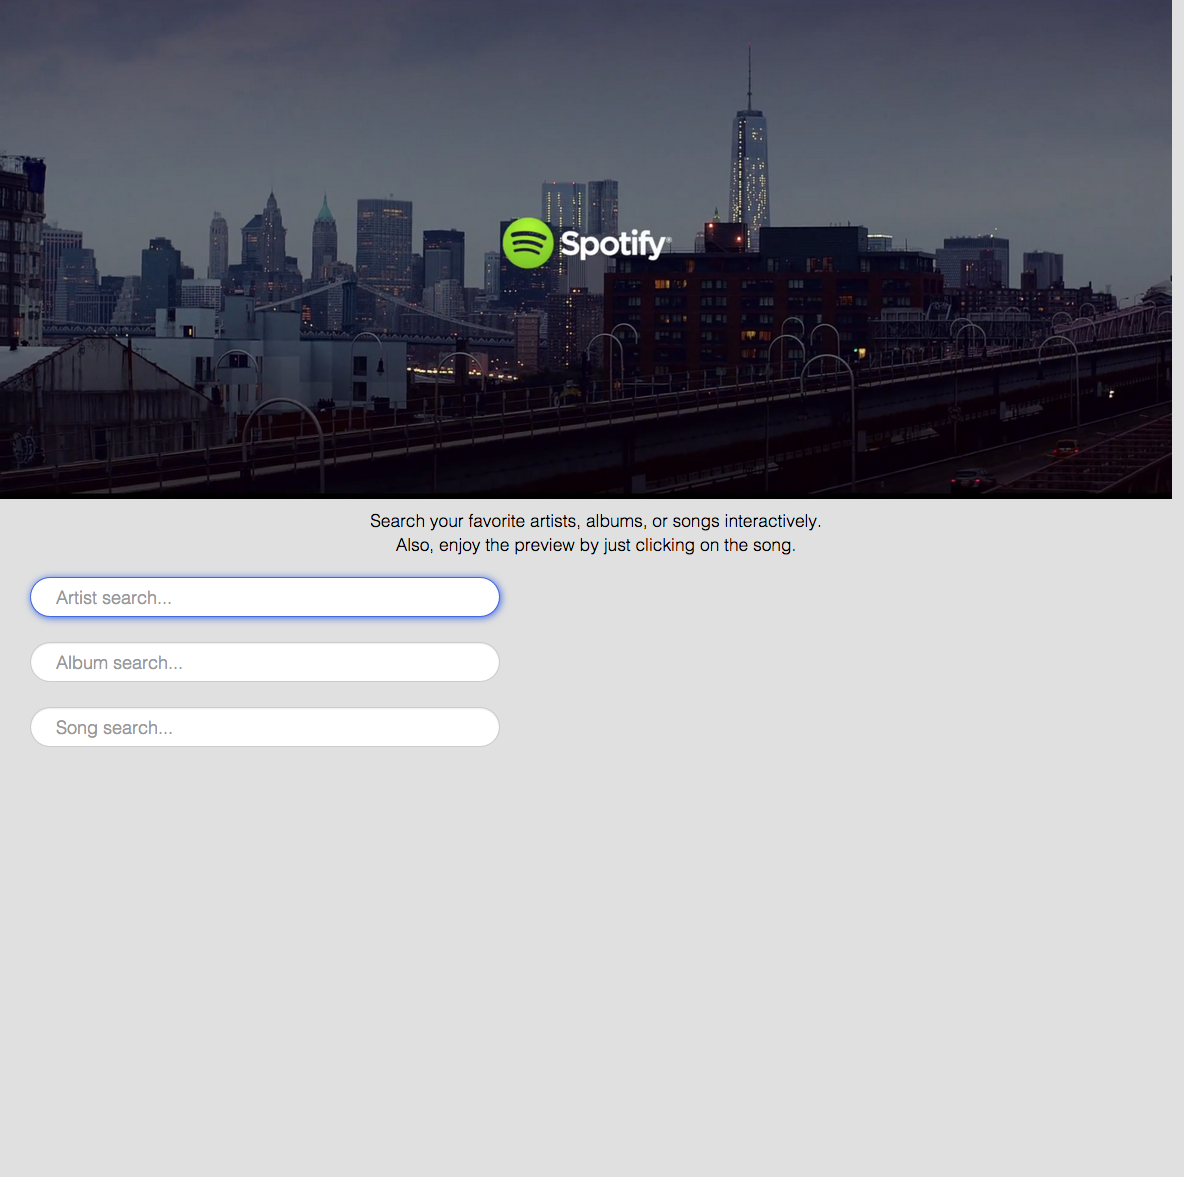 Spotify®
Search your favorite artists, albums, or songs interactively.
Also, enjoy the preview by just clicking on the song.
Artist search...
Album search...
Song search...